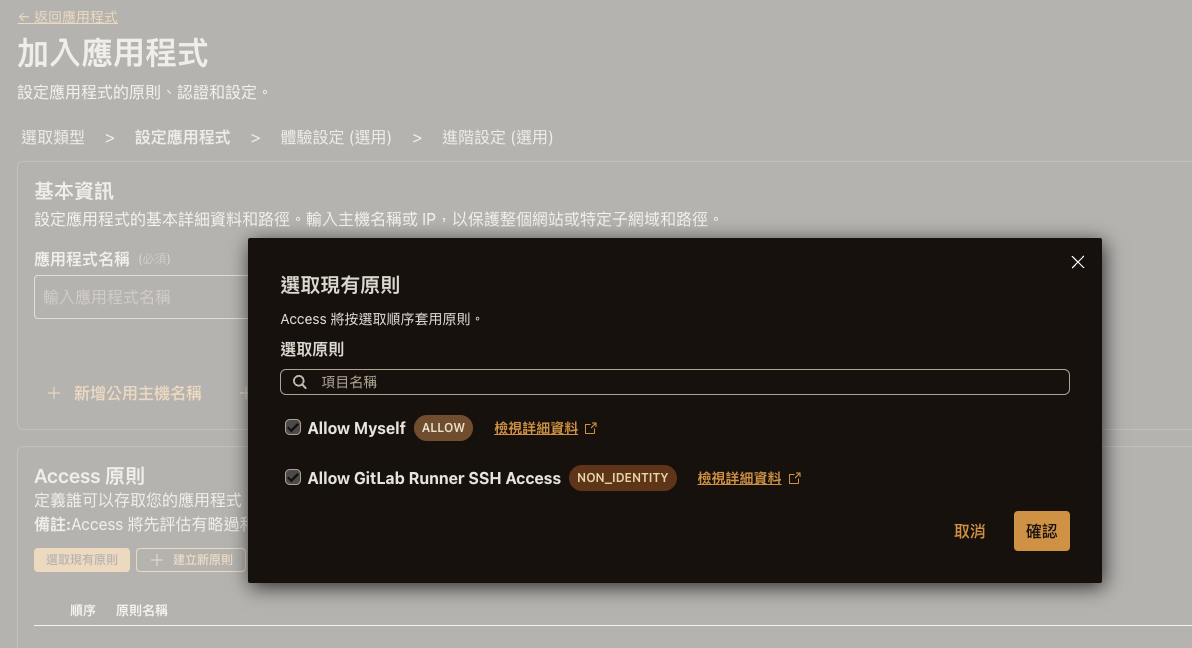 ← 返回應用程式
加入應用程式
設定應用程式的原則、認證和設定。
選取類型 > 設定應用程式 > 體驗設定 (選用) > 進階設定 (選用)
基本資訊
設定應用程式的基本詳細資料和路徑。輸入主機名稱或 IP，以保護整個網站或特定子網域和路徑。
應用程式名稱 (必須)
輸入應用程式名稱
+ 新增公用主機名稱 +
選取現有原則
Access 將按選取順序套用原則。
選取原則
項目名稱
Allow Myself ALLOW 檢視詳細資料
Allow GitLab Runner SSH Access NON_IDENTITY 檢視詳細資料
取消 確認
Access 原則
定義誰可以存取您的應用程式
備註:Access 將先評估有略過和
選取現有原則 + 建立新原則
順序 原則名稱